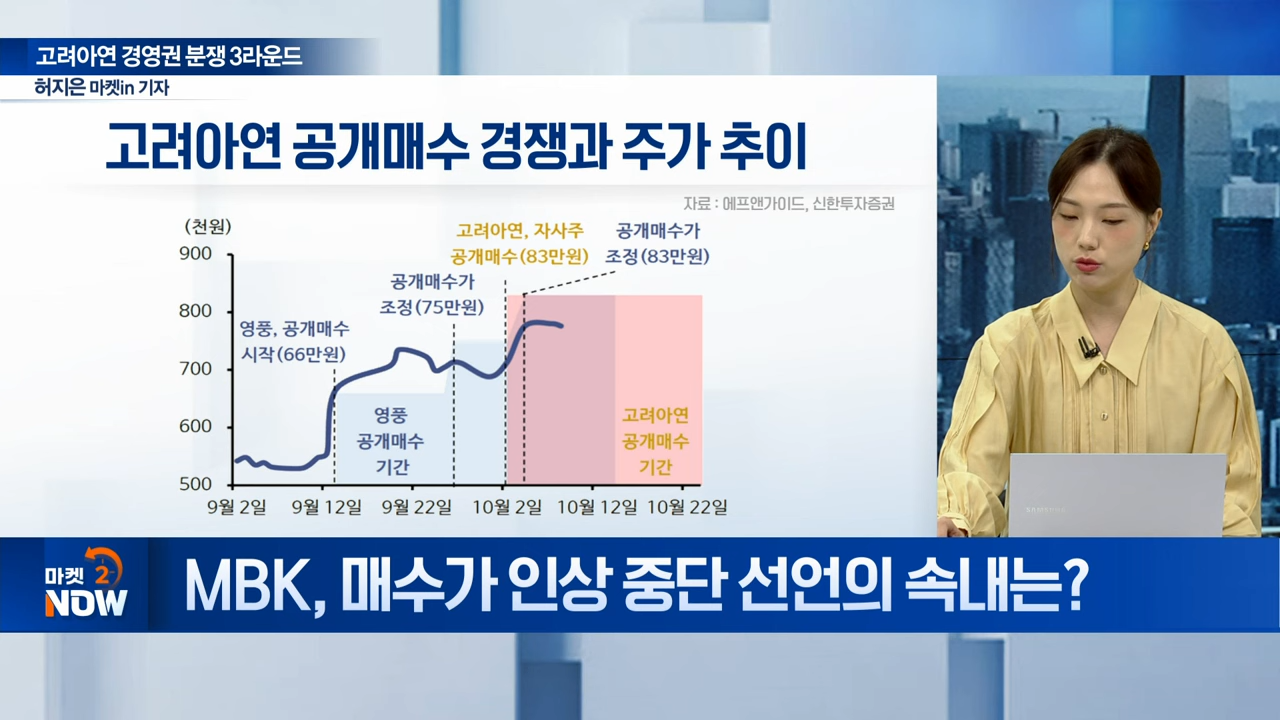 고려아연 경영권 분쟁 3라운드
허지은 마켓in 기자
고려아연 공개매수 경쟁과 주가 추이
자료 : 에프앤가이드, 신한투자증권
(천원)
900
800
700
600
500
영풍, 공개매수
시작(66만원)
공개매수가
조정(75만원)
고려아연, 자사주
공개매수(83만원)
공개매수가
조정(83만원)
영풍
공개매수
기간
고려아연
공개매수
기간
9월 2일 9월 12일 9월 22일 10월 2일 10월 12일 10월 22일
SAMSUNG
마켓 2
NOW
MBK, 매수가 인상 중단 선언의 속내는?